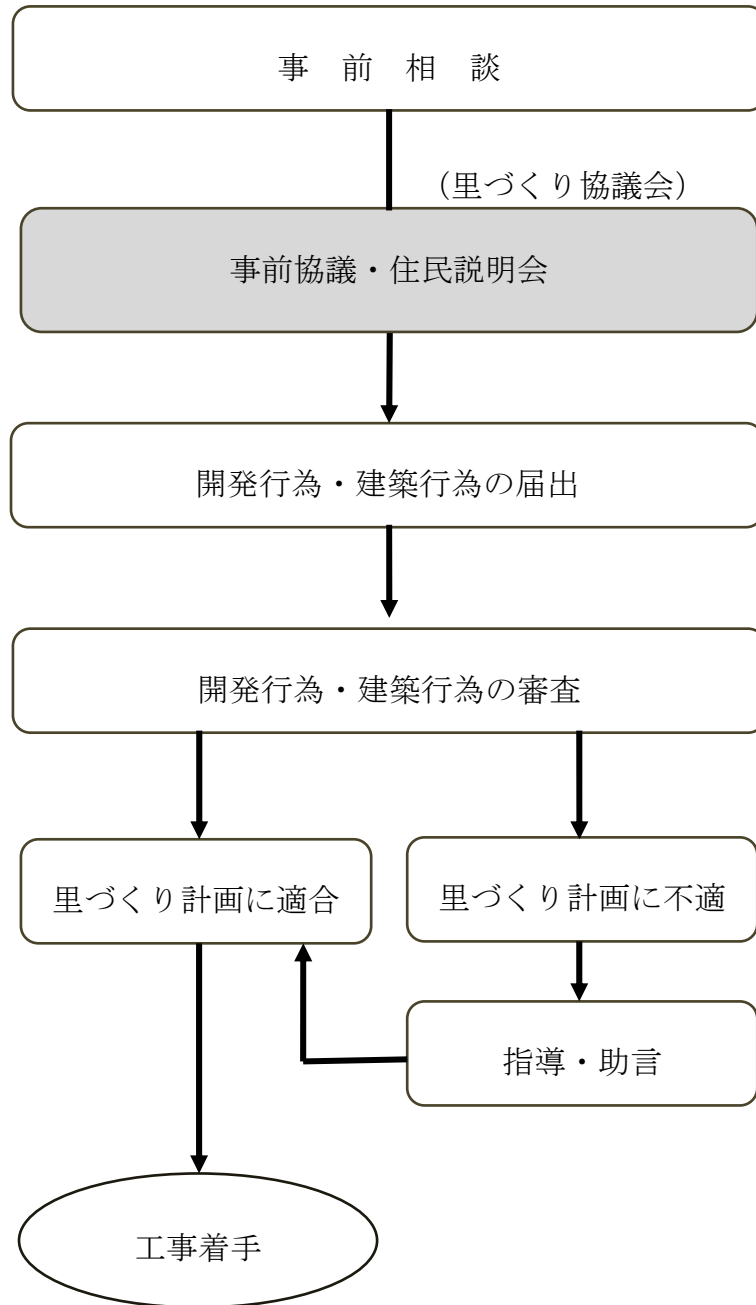 事　前　相　談
（里づくり協議会）
事前協議・住民説明会
開発行為・建築行為の届出
開発行為・建築行為の審査
里づくり計画に適合
里づくり計画に不適
指導・助言
工事着手